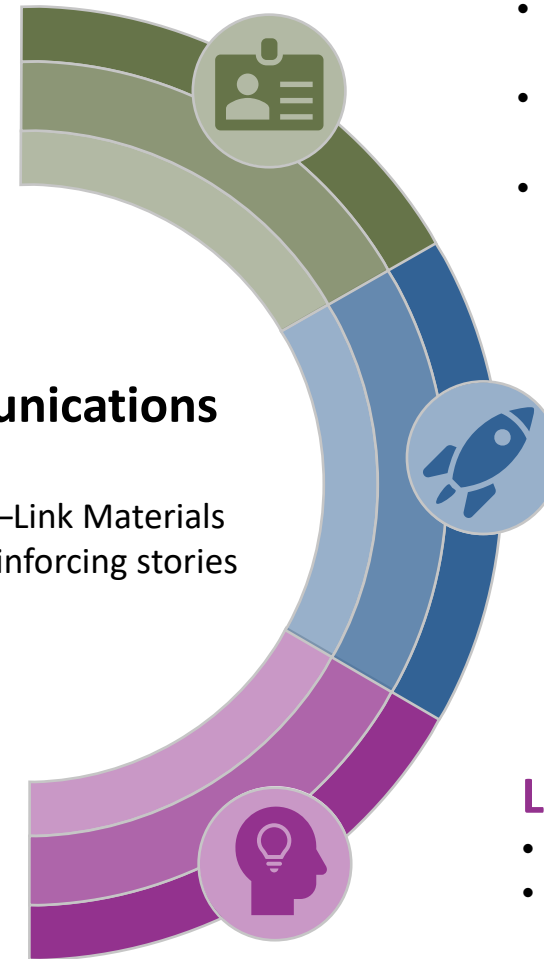 unications
–Link Materials
inforcing stories
L
•
•
•
•
•